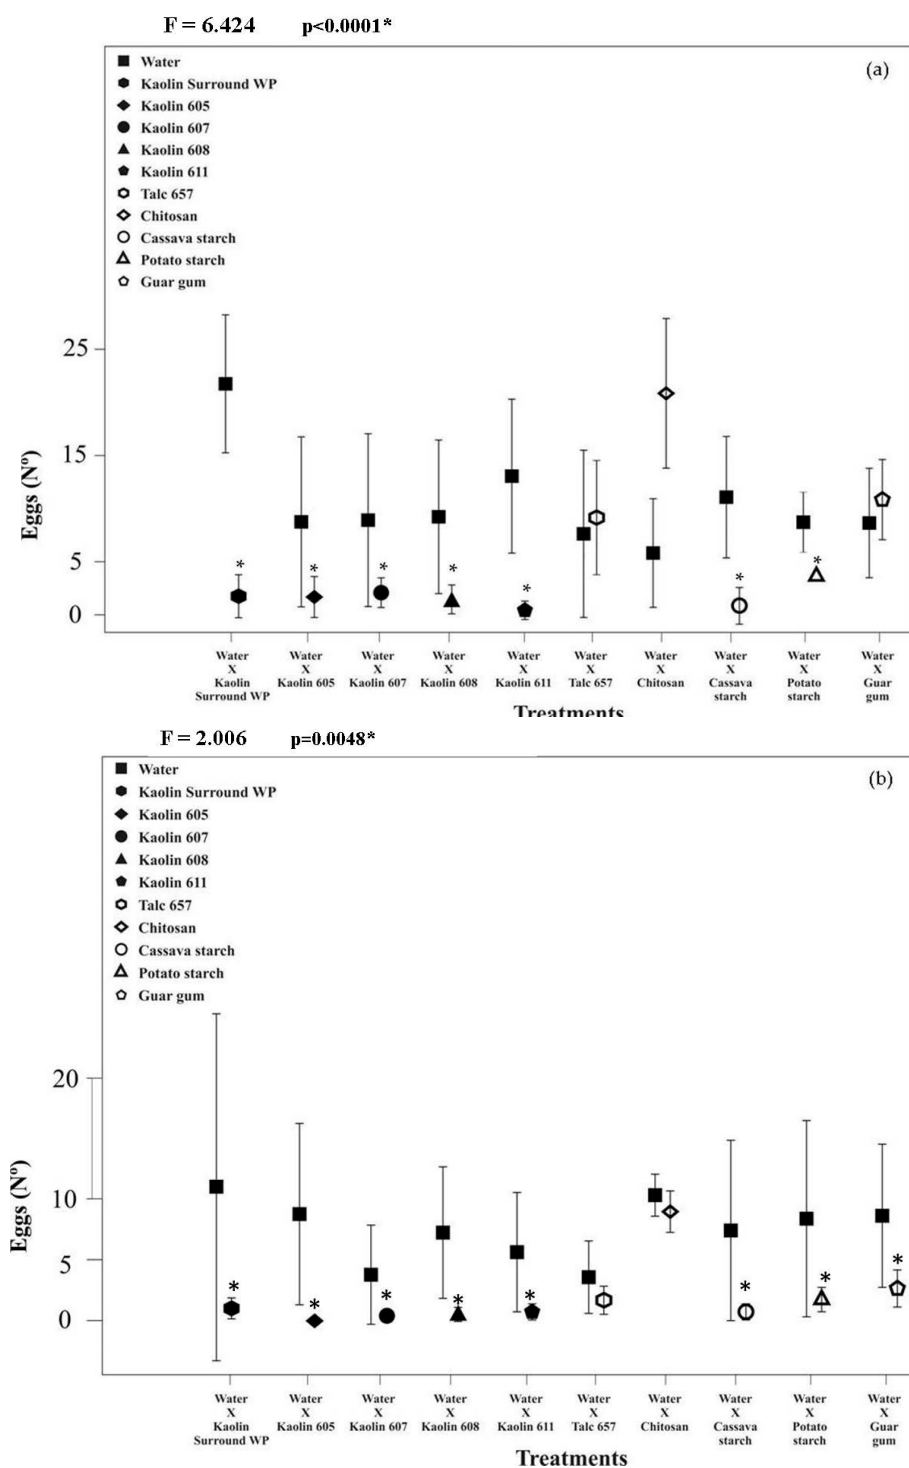 F = 6.424 p<0.0001*
(a)
Water
Kaolin Surround WP
Kaolin 605
Kaolin 607
Kaolin 608
Kaolin 611
Talc 657
Chitosan
Cassava starch
Potato starch
Guar gum
25
15
5
0
Eggs (Nº)
* * * * * * *
Water Water Water Water Water Water Water Water Water Water
X X X X X X X X X X
Kaolin Kaolin 605 Kaolin 607 Kaolin 608 Kaolin 611 Talc 657 Chitosan Cassava Potato Guar
Surround WP starch starch gum
Treatments
F = 2.006 p=0.0048*
(b)
Water
Kaolin Surround WP
Kaolin 605
Kaolin 607
Kaolin 608
Kaolin 611
Talc 657
Chitosan
Cassava starch
Potato starch
Guar gum
20
10
5
0
Eggs (Nº)
* * * * * * * *
Water Water Water Water Water Water Water Water Water Water
X X X X X X X X X X
Kaolin Kaolin 605 Kaolin 607 Kaolin 608 Kaolin 611 Talc 657 Chitosan Cassava Potato Guar
Surround WP starch starch gum
Treatments